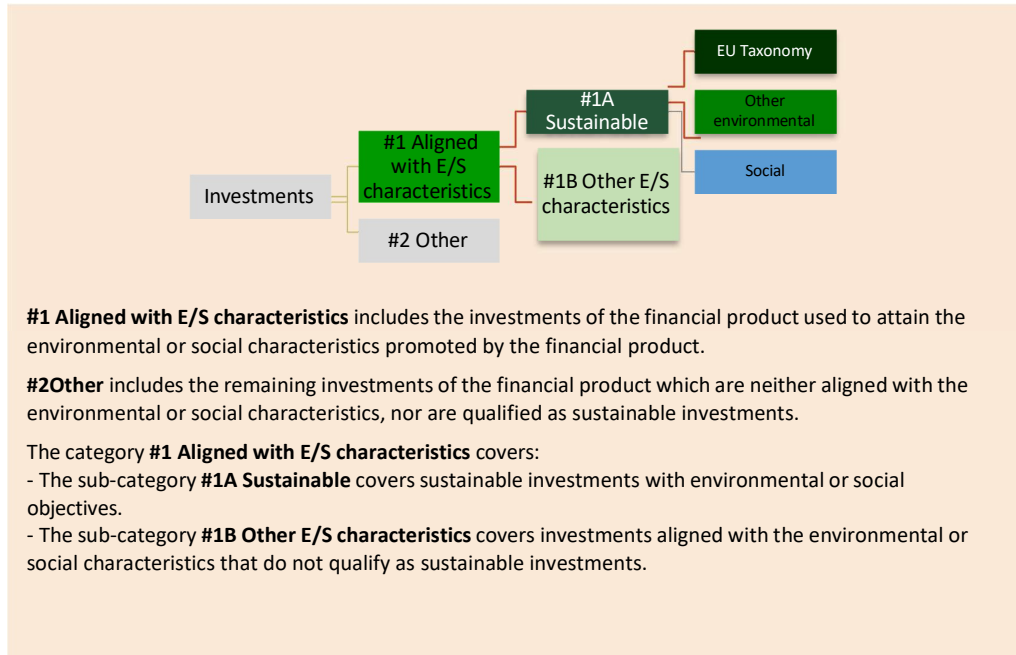 EU Taxonomy
#1A
Sustainable
Other
environmental
#1 Aligned
with E/S
characteristics
#1B Other E/S
characteristics
Social
Investments
#2 Other
#1 Aligned with E/S characteristics includes the investments of the financial product used to attain the
environmental or social characteristics promoted by the financial product.
#2Other includes the remaining investments of the financial product which are neither aligned with the
environmental or social characteristics, nor are qualified as sustainable investments.
The category #1 Aligned with E/S characteristics covers:
- The sub-category #1A Sustainable covers sustainable investments with environmental or social
objectives.
- The sub-category #1B Other E/S characteristics covers investments aligned with the environmental or
social characteristics that do not qualify as sustainable investments.